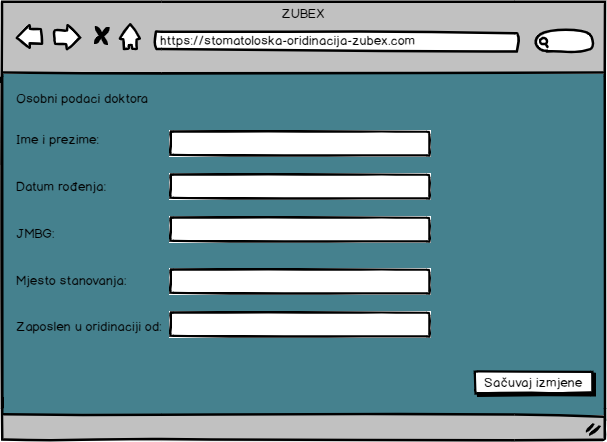 ZUBEX
https://stomatoloska-oridinacija-zubex.com
Osobni podaci doktora
Ime i prezime:
Datum rođenja:
JMBG:
Mjesto stanovanja:
Zaposlen u oridinaciji od:
Sačuvaj izmjene